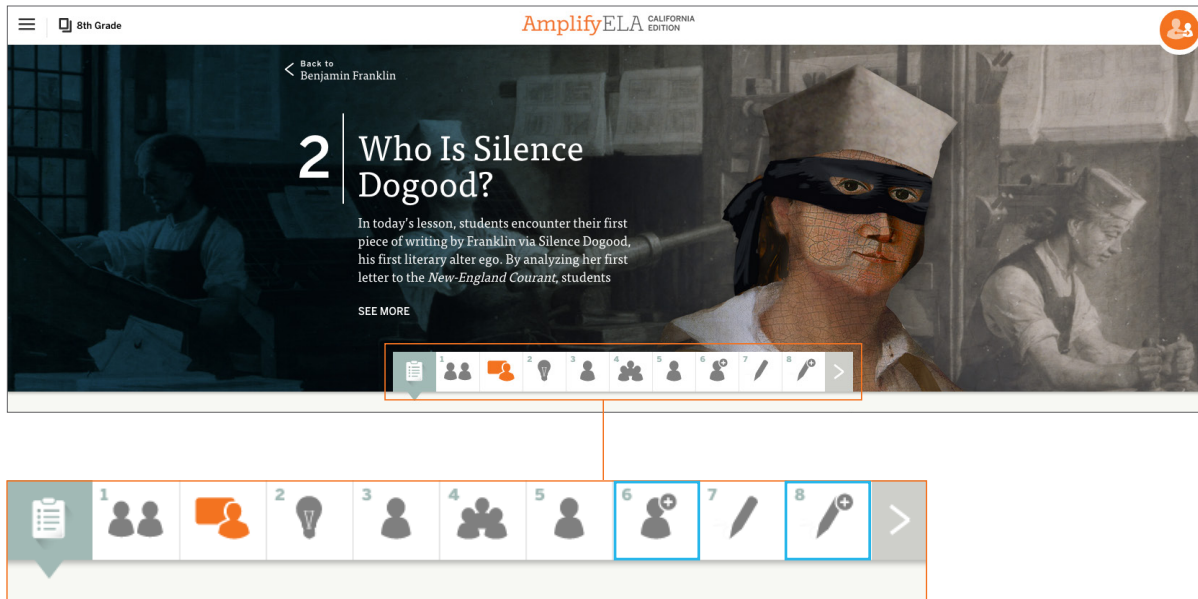 8th Grade
AmplifyELA CALIFORNIA EDITION
Back to
Benjamin Franklin
2
Who Is Silence
Dogood?
In today's lesson, students encounter their first
piece of writing by Franklin via Silence Dogood,
his first literary alter ego. By analyzing her first
letter to the New-England Courant, students
SEE MORE
1 2 3 4 5 6 7 8
1 2 3 4 5 6 7 8